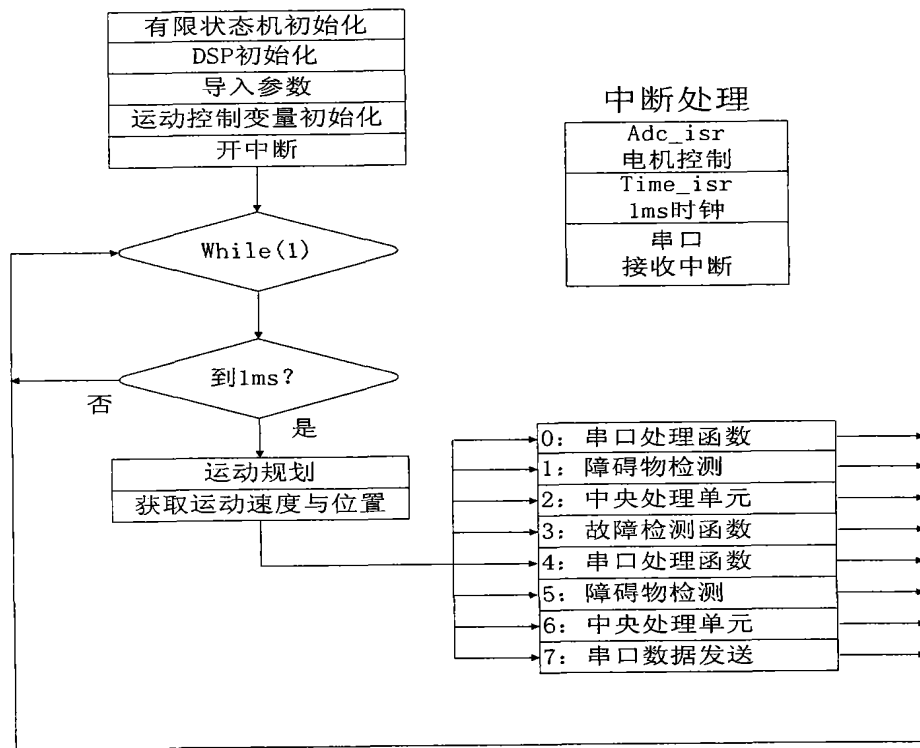 有限状态机初始化
DSP初始化
导入参数
运动控制变量初始化
开中断
While(1)
到1ms?
否
是
运动规划
获取运动速度与位置
中断处理
Adc_isr
电机控制
Time_isr
1ms时钟
串口
接收中断
0: 串口处理函数
1: 障碍物检测
2: 中央处理单元
3: 故障检测函数
4: 串口处理函数
5: 障碍物检测
6: 中央处理单元
7: 串口数据发送